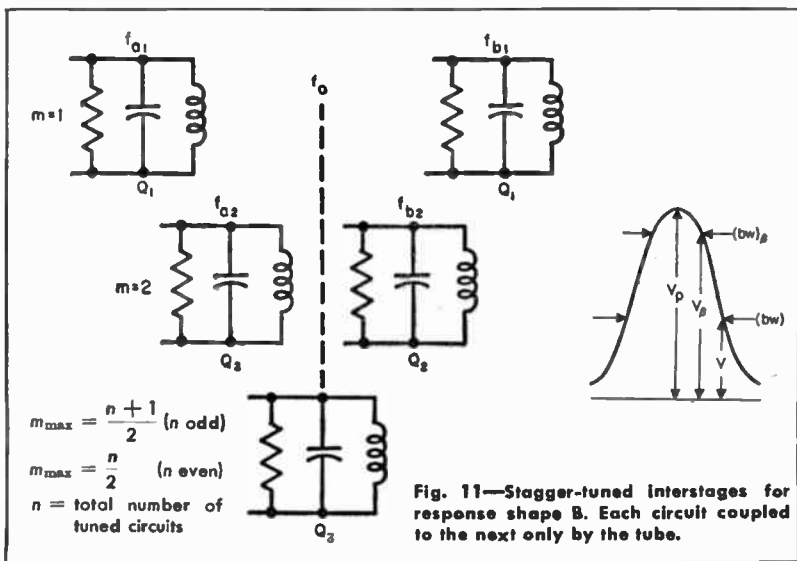 fa1
fb1
fo
m=1
Q1
Q1
fa2
fb2
m=2
Q3
Q2
(bw)β
Vp
Vβ
(bw)
V
mmax = n + 1 / 2 (n odd)
mmax = n / 2 (n even)
n = total number of
tuned circuits
Q3
Fig. 11—Stagger-tuned interstages for
response shape B. Each circuit coupled
to the next only by the tube.